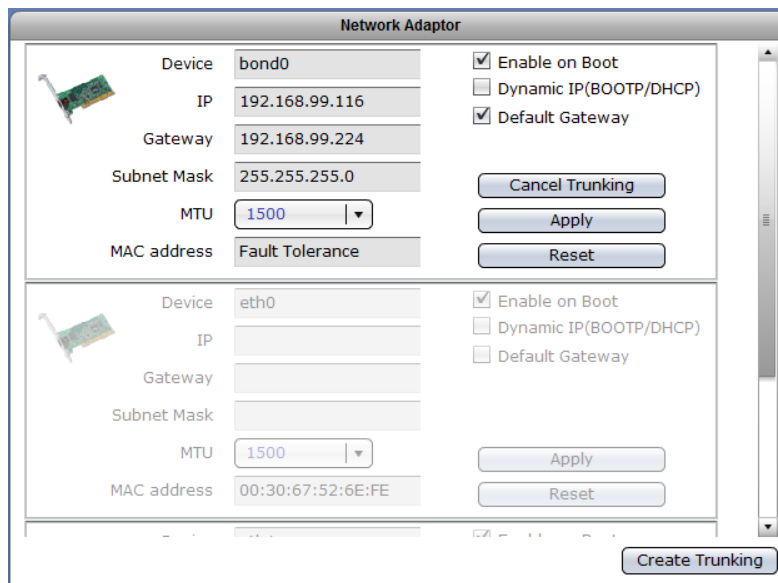 Network Adaptor
Device bond0
Enable on Boot
Dynamic IP(BOOTP/DHCP)
IP 192.168.99.116
Default Gateway
Gateway 192.168.99.224
Subnet Mask 255.255.255.0
Cancel Trunking
MTU 1500
Apply
MAC address Fault Tolerance
Reset
Device eth0
Enable on Boot
Dynamic IP(BOOTP/DHCP)
IP
Default Gateway
Gateway
Subnet Mask
MTU 1500
Apply
MAC address 00:30:67:52:6E:FE
Reset
Create Trunking